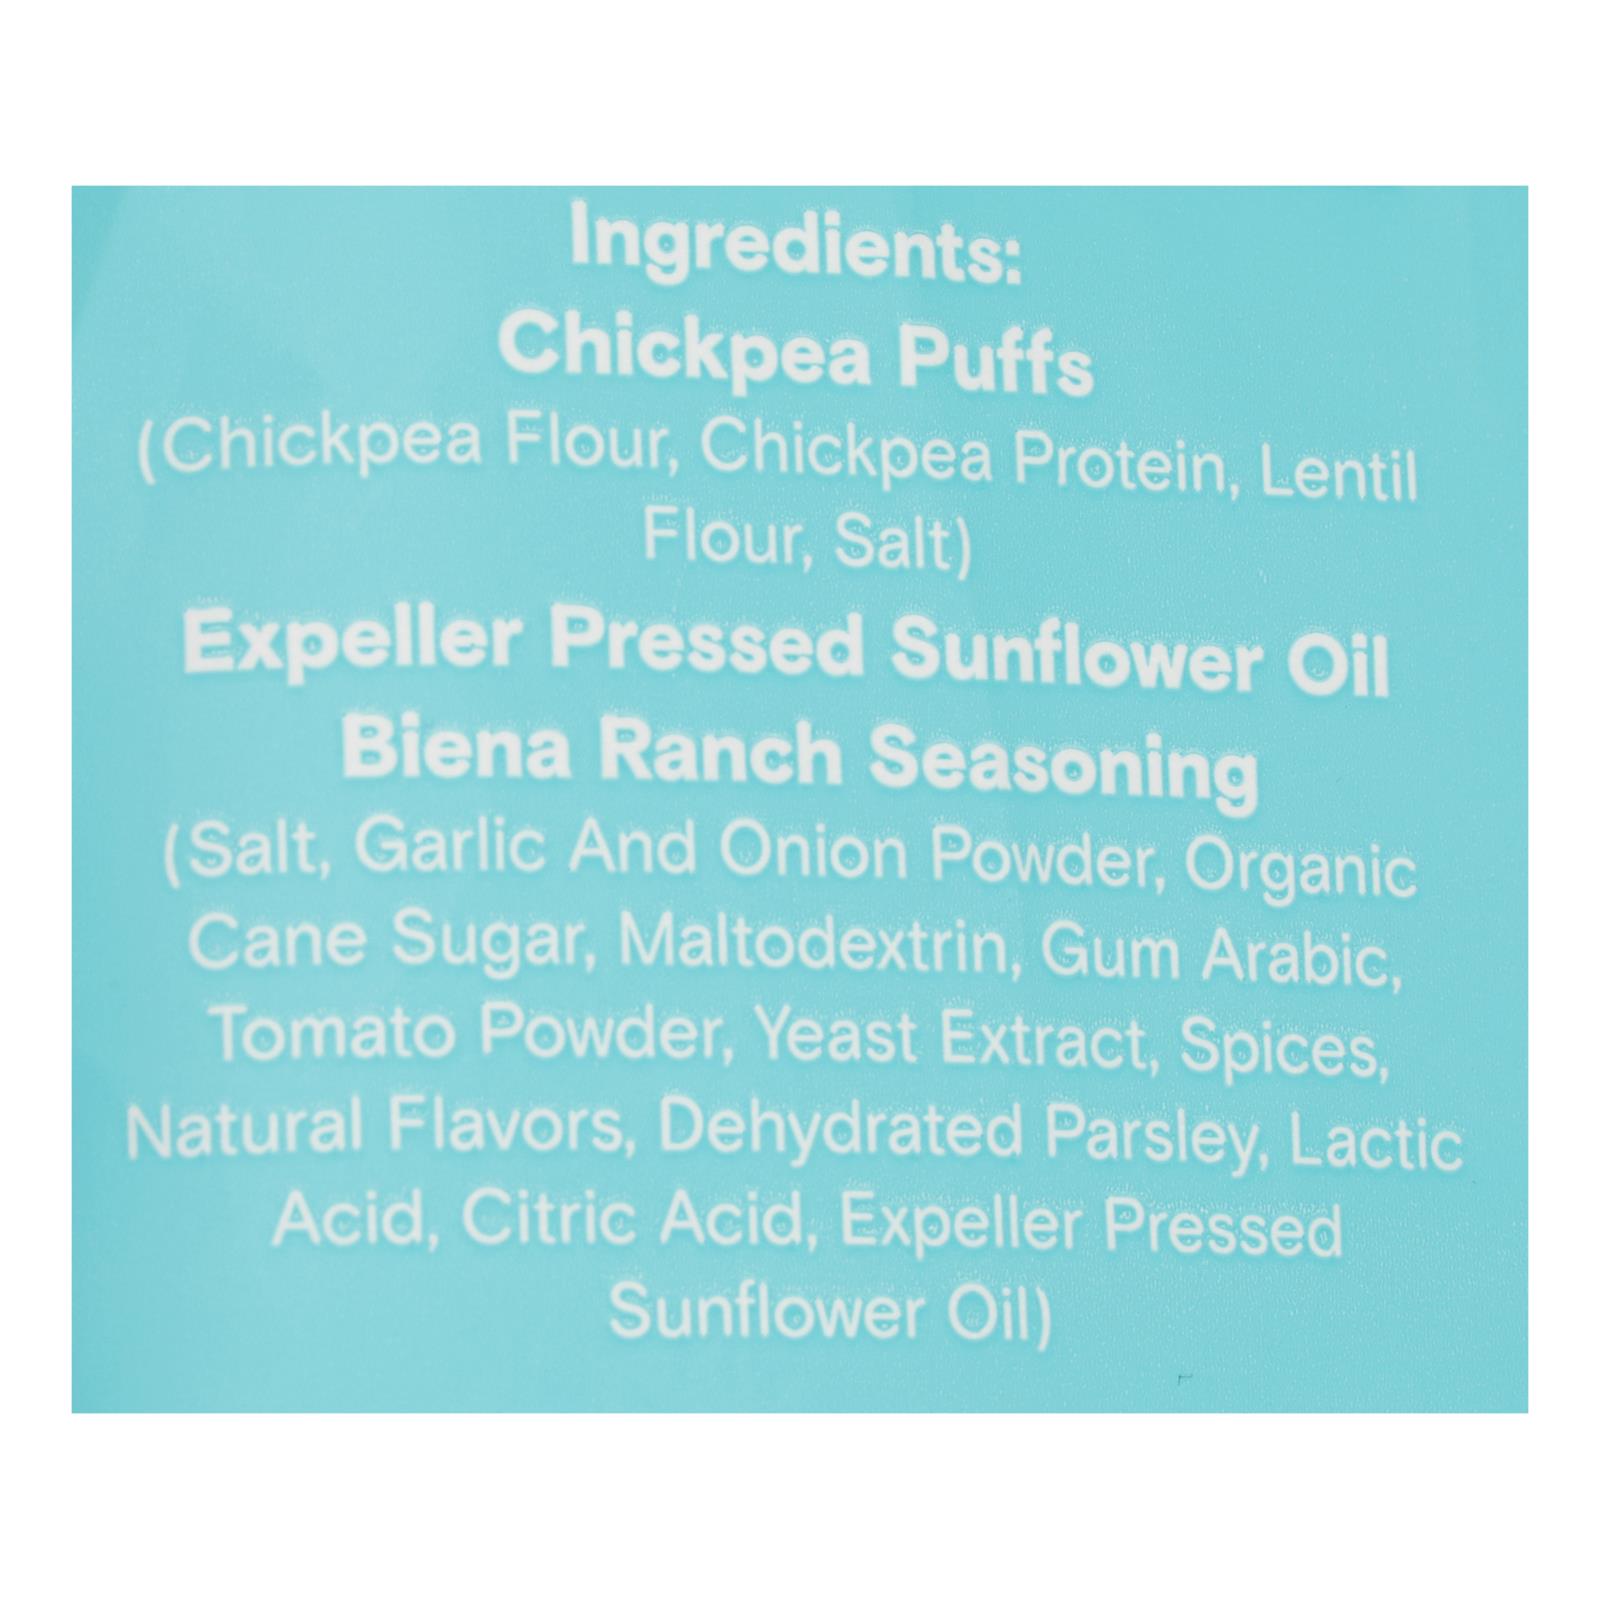 Ingredients:
Chickpea Puffs
(Chickpea Flour, Chickpea Protein, Lentil
Flour, Salt)
Expeller Pressed Sunflower Oil
Biena Ranch Seasoning
(Salt, Garlic And Onion Powder, Organic
Cane Sugar, Maltodextrin, Gum Arabic,
Tomato Powder, Yeast Extract, Spices,
Natural Flavors, Dehydrated Parsley, Lactic
Acid, Citric Acid, Expeller Pressed
Sunflower Oil)